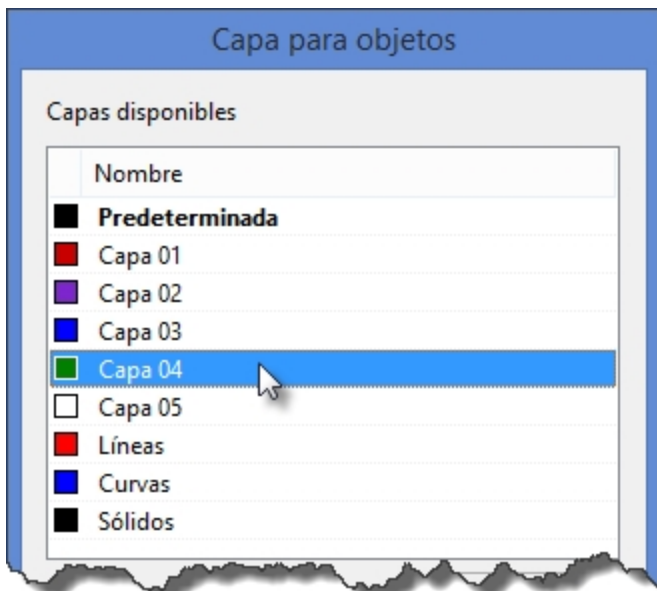 Capa para objetos
Capas disponibles
Nombre
Predeterminada
Capa 01
Capa 02
Capa 03
Capa 04
Capa 05
Líneas
Curvas
Sólidos